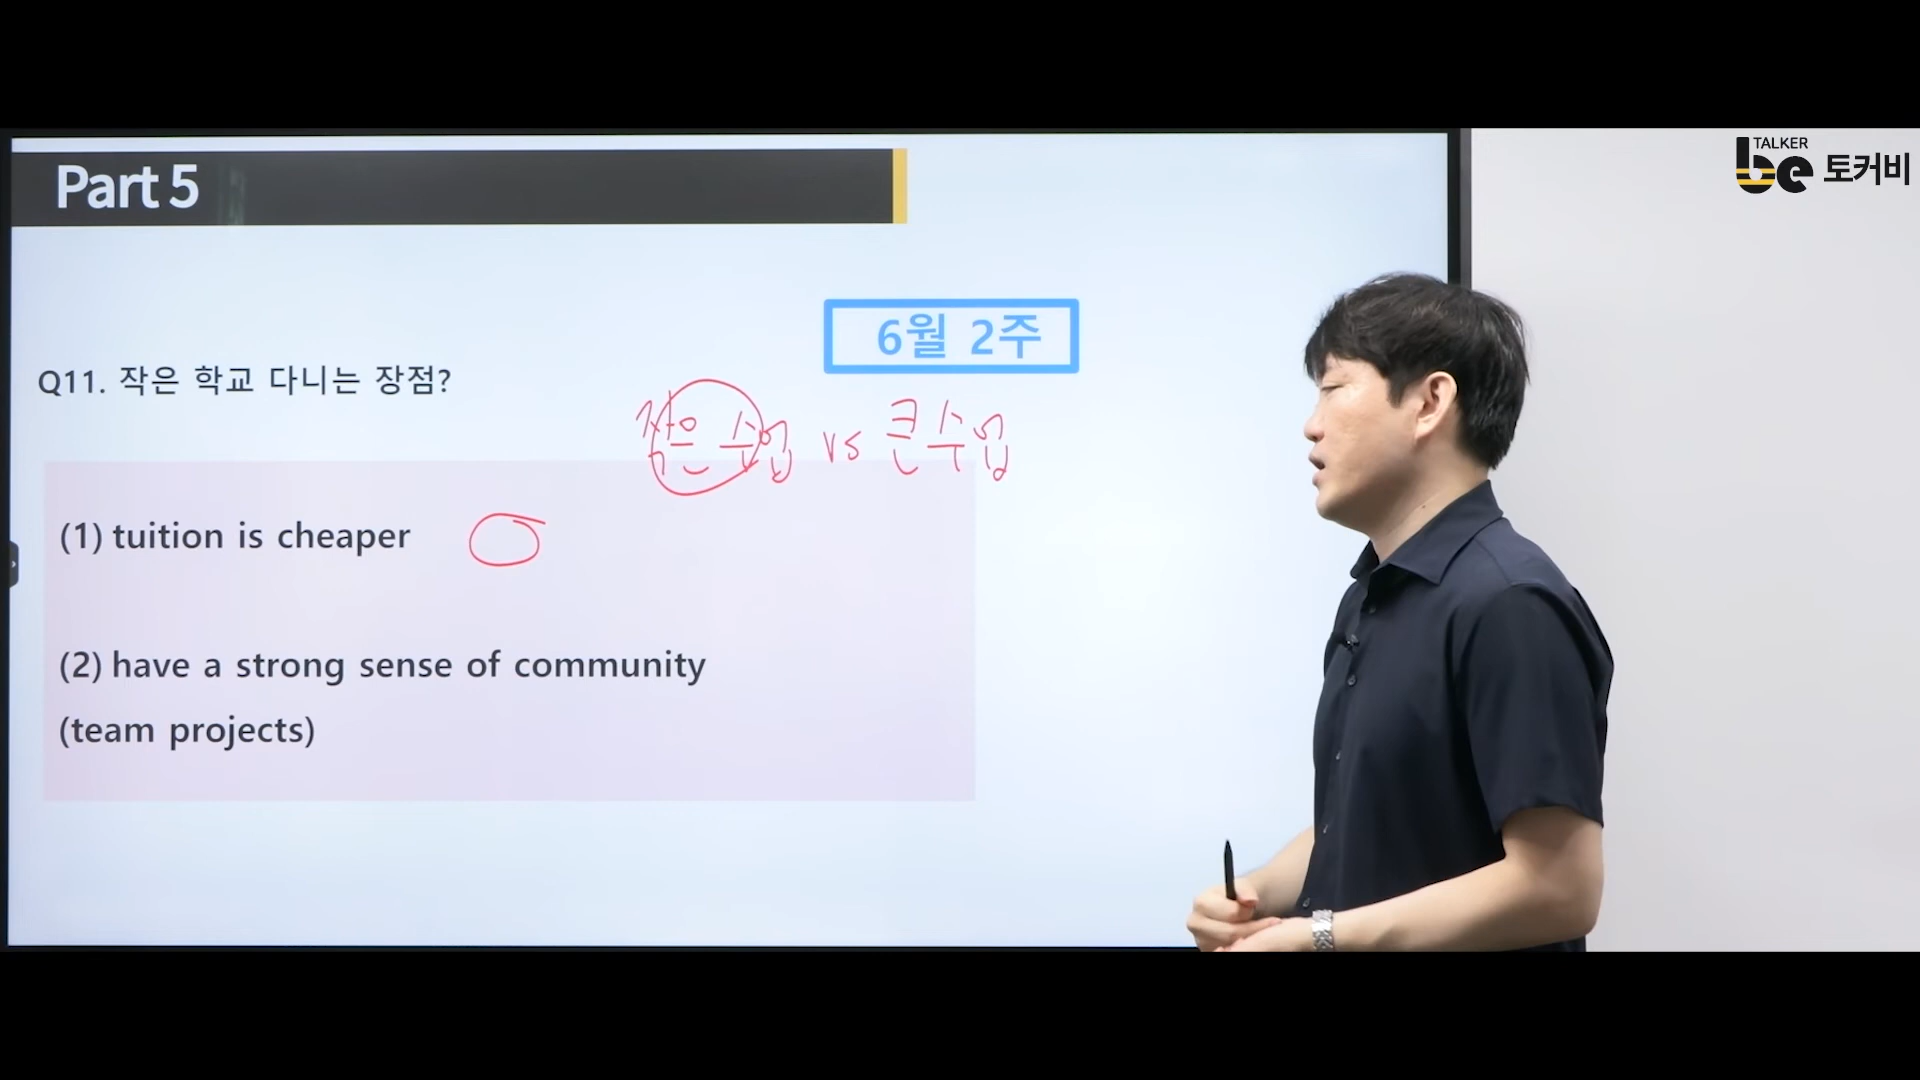 TALKER
be 토커비
Part 5
6월 2주
Q11. 작은 학교 다니는 장점?
작은 수업 vs 큰수업
(1) tuition is cheaper
(2) have a strong sense of community
(team projects)